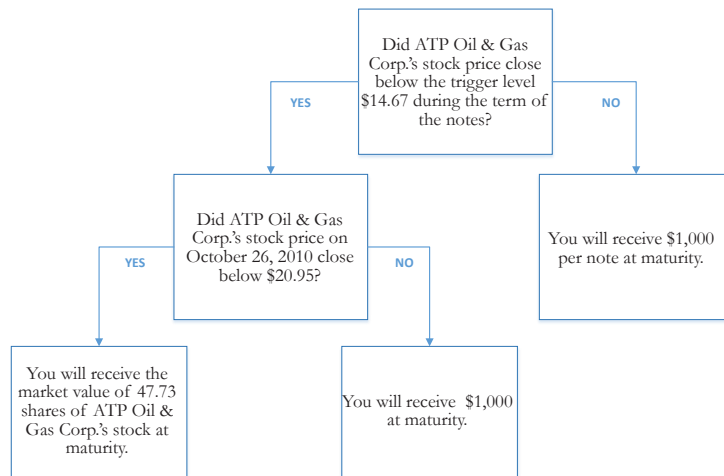 Did ATP Oil & Gas
Corp.'s stock price close
below the trigger level
$14.67 during the term of
the notes?
YES
NO
Did ATP Oil & Gas
Corp.'s stock price on
October 26, 2010 close
below $20.95?
You will receive $1,000
per note at maturity.
YES
NO
You will receive the
market value of 47.73
shares of ATP Oil &
Gas Corp.'s stock at
maturity.
You will receive $1,000
at maturity.